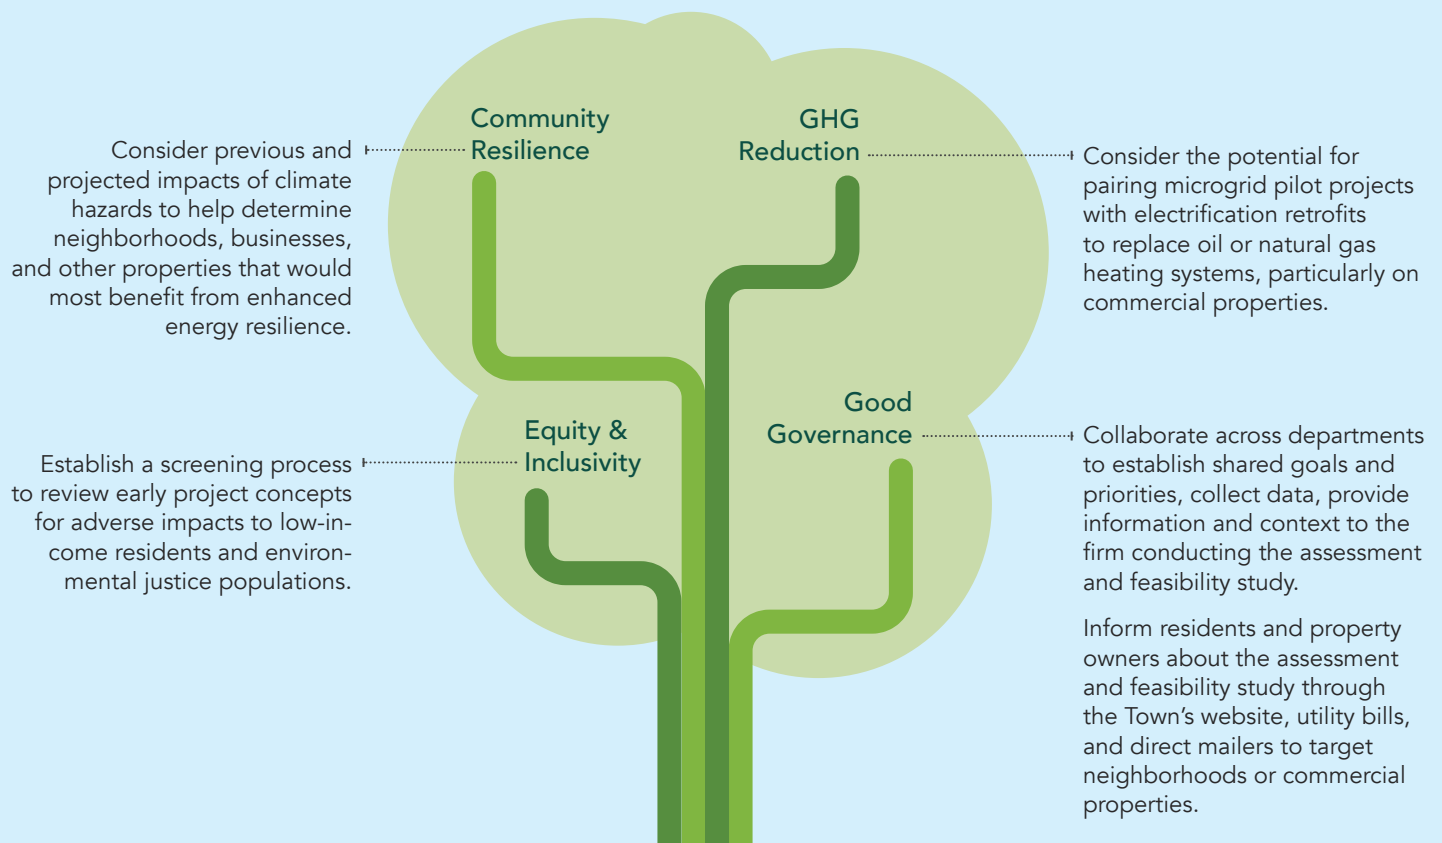 Community
Resilience
Consider previous and
projected impacts of climate
hazards to help determine
neighborhoods, businesses,
and other properties that would
most benefit from enhanced
energy resilience.
GHG
Reduction
Consider the potential for
pairing microgrid pilot projects
with electrification retrofits
to replace oil or natural gas
heating systems, particularly on
commercial properties.
Equity &
Inclusivity
Establish a screening process
to review early project concepts
for adverse impacts to low-in-
come residents and environ-
mental justice populations.
Good
Governance
Collaborate across departments
to establish shared goals and
priorities, collect data, provide
information and context to the
firm conducting the assessment
and feasibility study.
Inform residents and property
owners about the assessment
and feasibility study through
the Town’s website, utility bills,
and direct mailers to target
neighborhoods or commercial
properties.